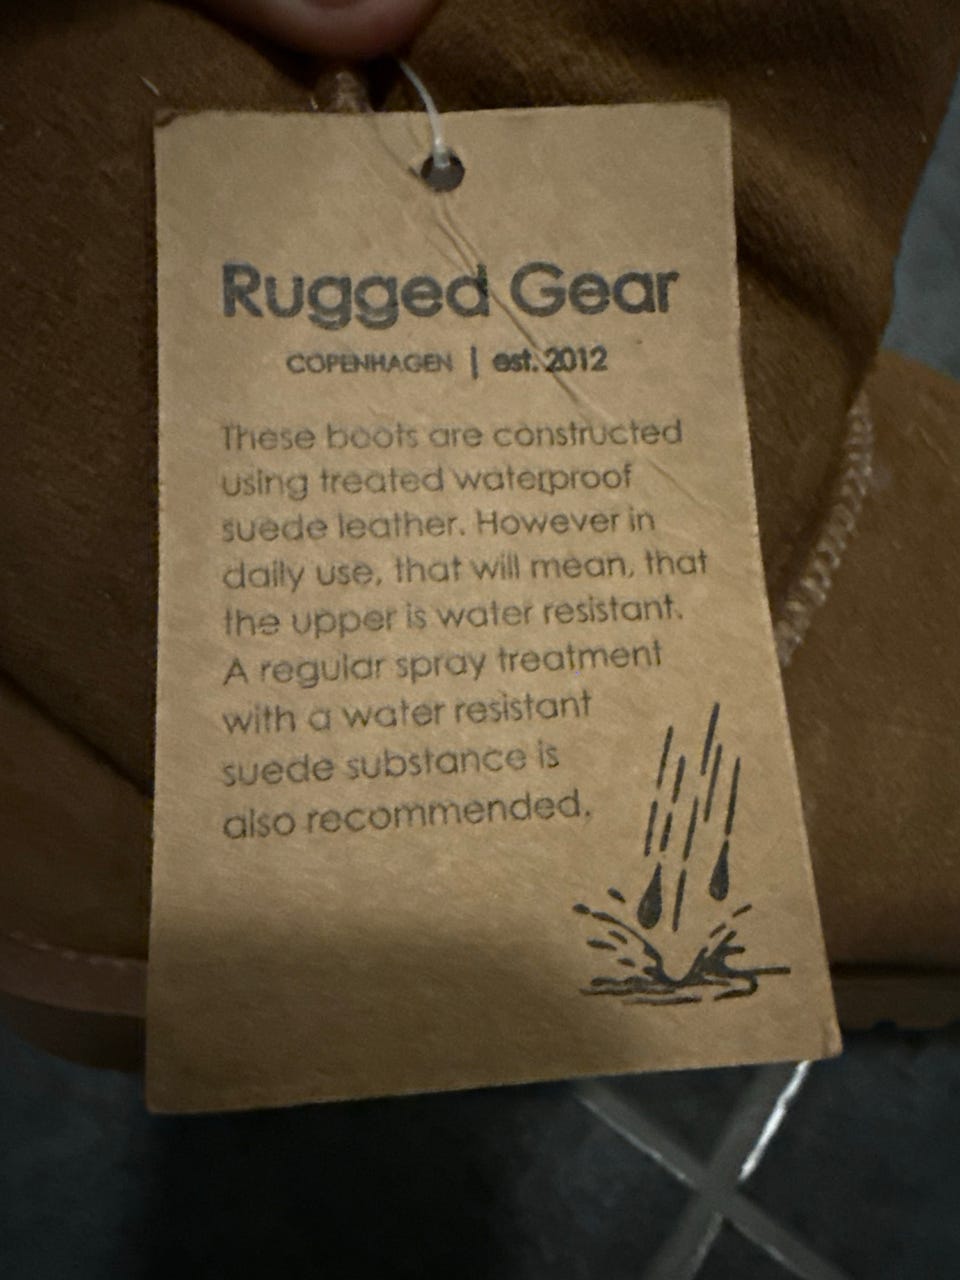 Rugged Gear
COPENHAGEN | est. 2012
These boots are constructed
using treated waterproof
suede leather. However in
daily use, that will mean, that
the upper is water resistant.
A regular spray treatment
with a water resistant
suede substance is
also recommended.